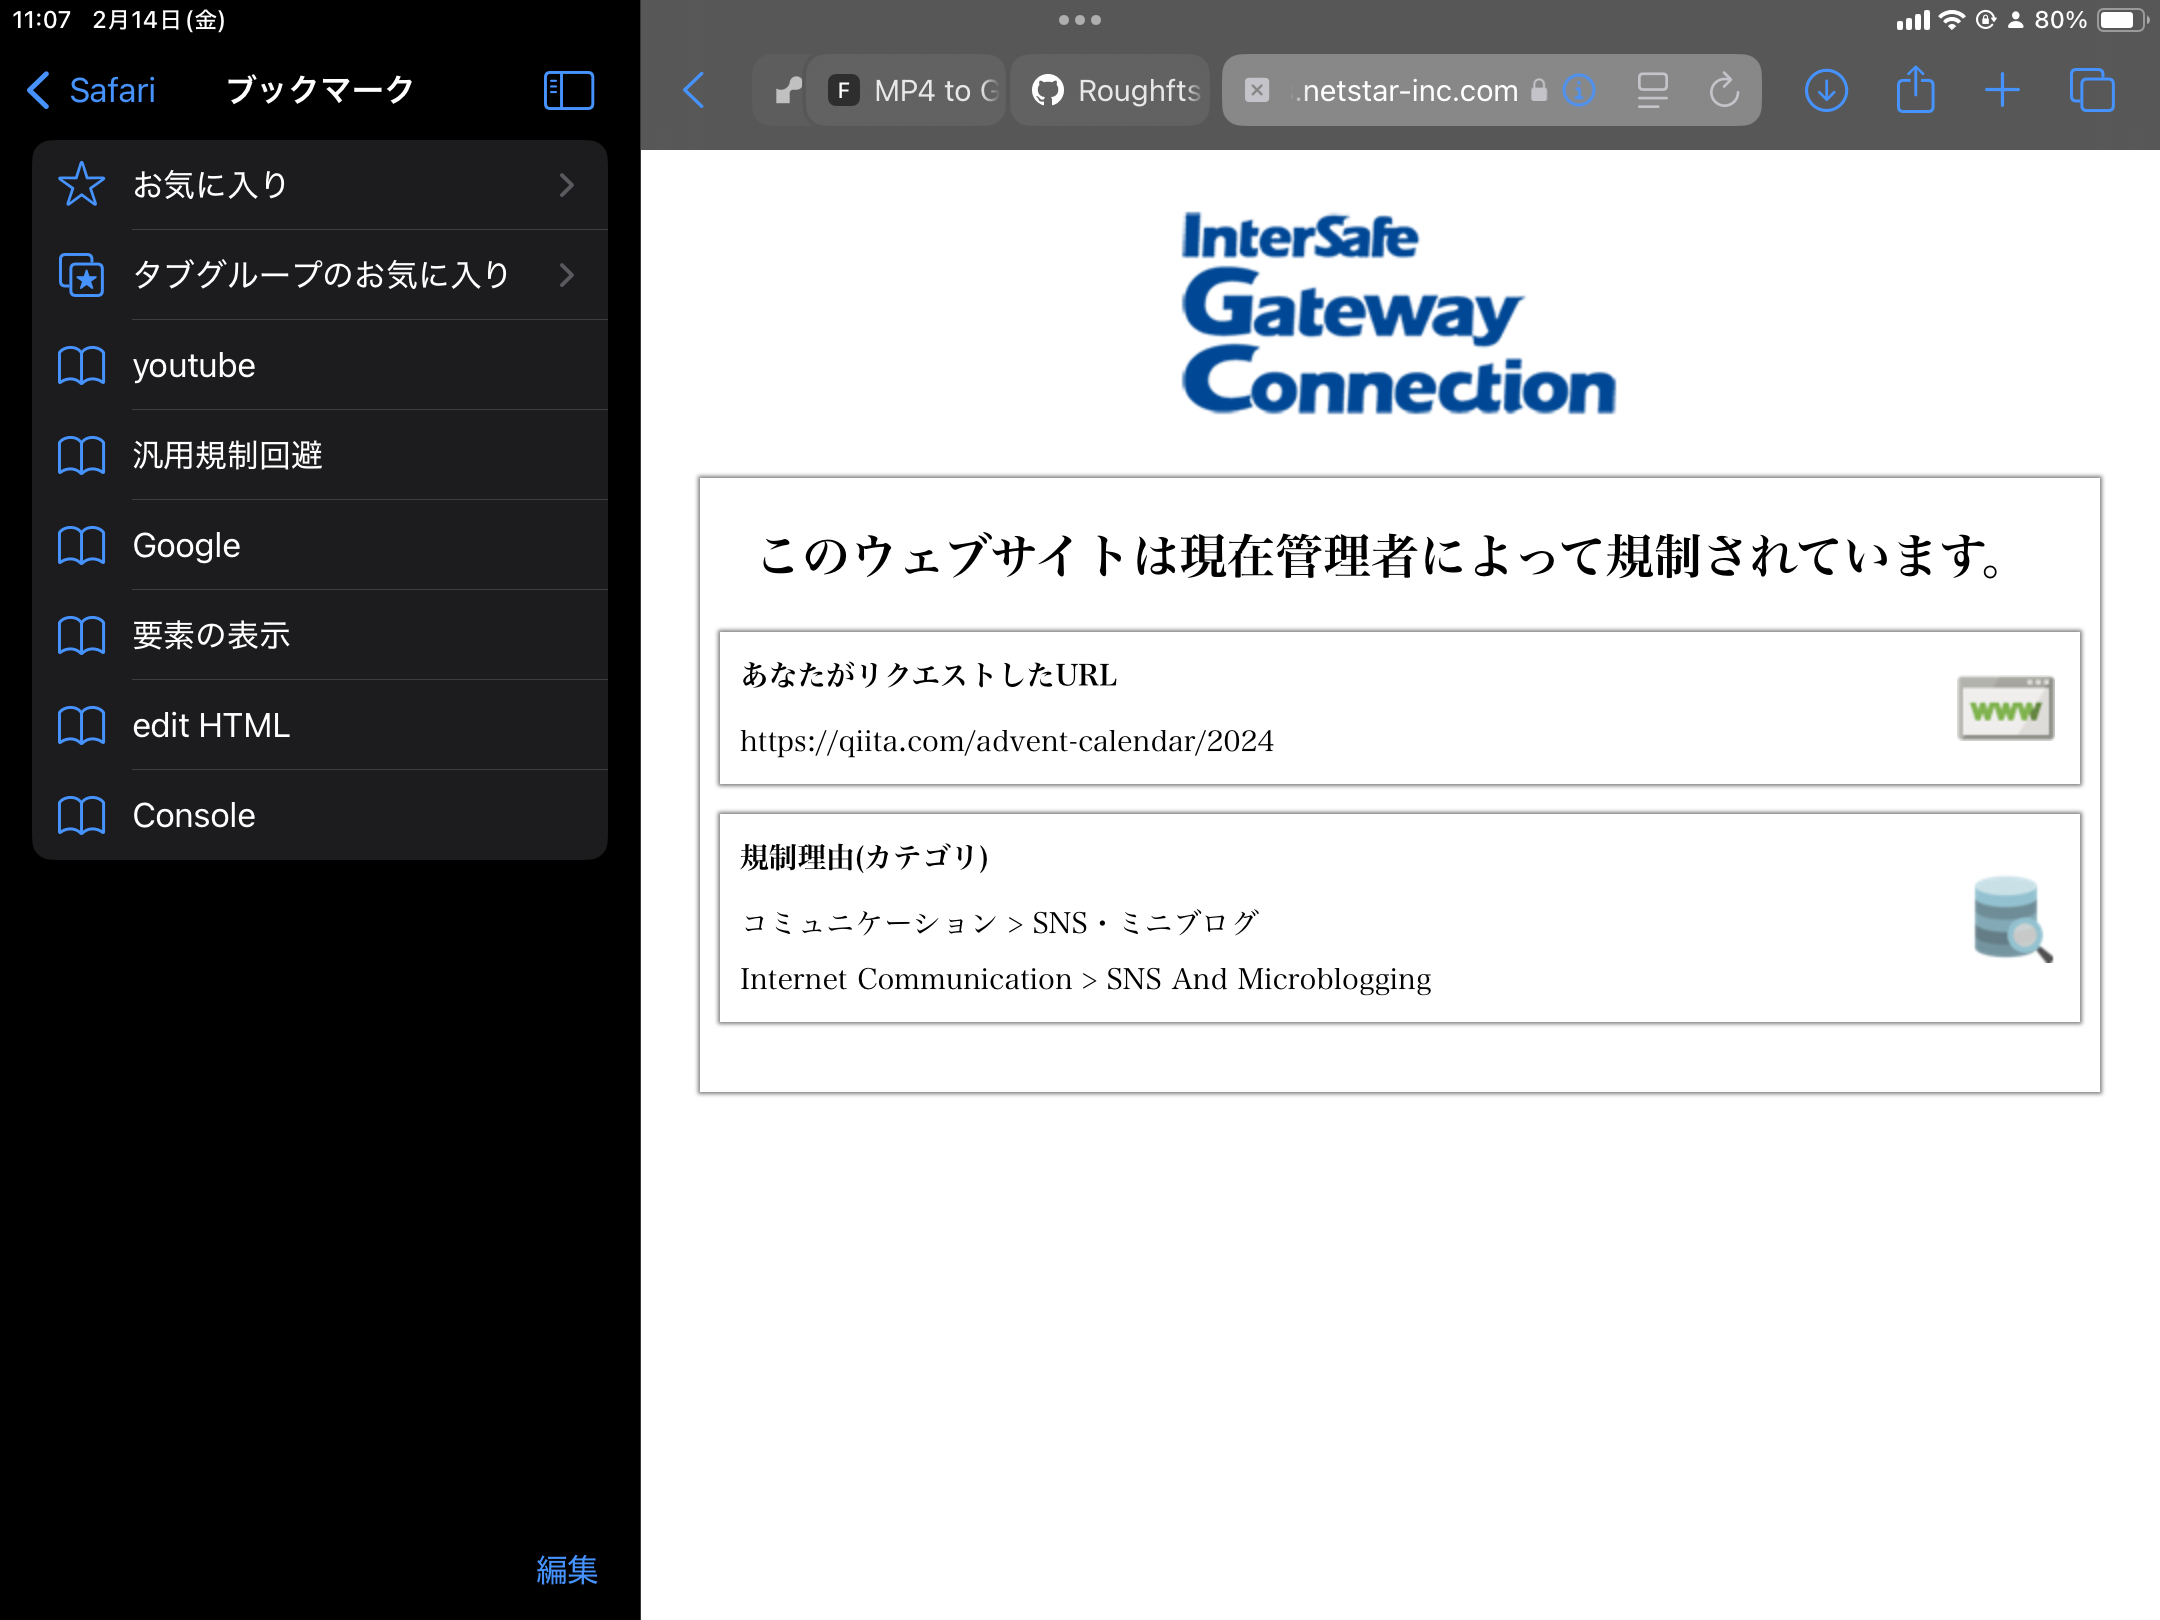 11:07 2月14日(金)
80%
Safari
ブックマーク
お気に入り
タブグループのお気に入り
youtube
汎用規制回避
Google
要素の表示
edit HTML
Console
編集
F MP4 to G
Roughfts
.netstar-inc.com
InterSafe
Gateway
Connection
このウェブサイトは現在管理者によって規制されています。
あなたがリクエストしたURL
https://qiita.com/advent-calendar/2024
www
規制理由(カテゴリ)
コミュニケーション > SNS・ミニブログ
Internet Communication > SNS And Microblogging